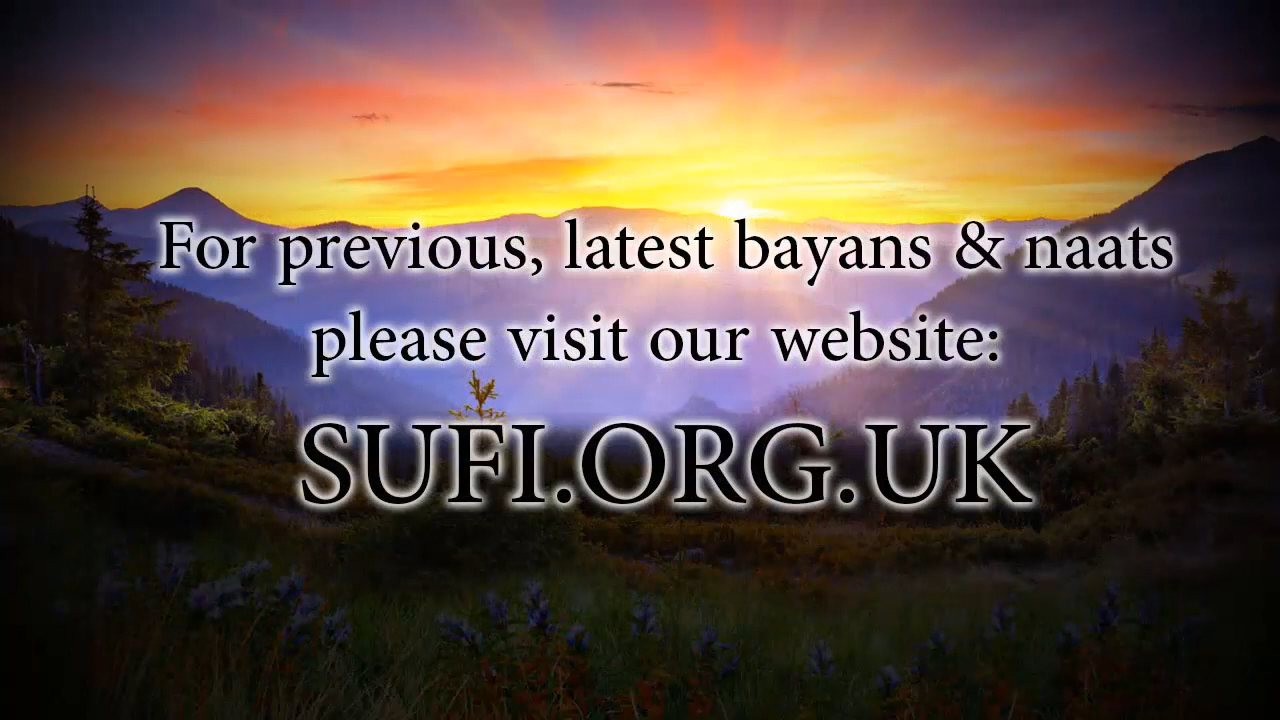 For previous, latest bayans & naats
please visit our website:
SUFI.ORG.UK